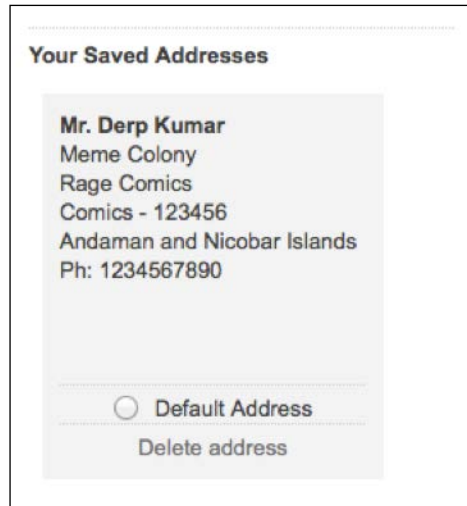 Your Saved Addresses
Mr. Derp Kumar
Meme Colony
Rage Comics
Comics - 123456
Andaman and Nicobar Islands
Ph: 1234567890
Default Address
Delete address